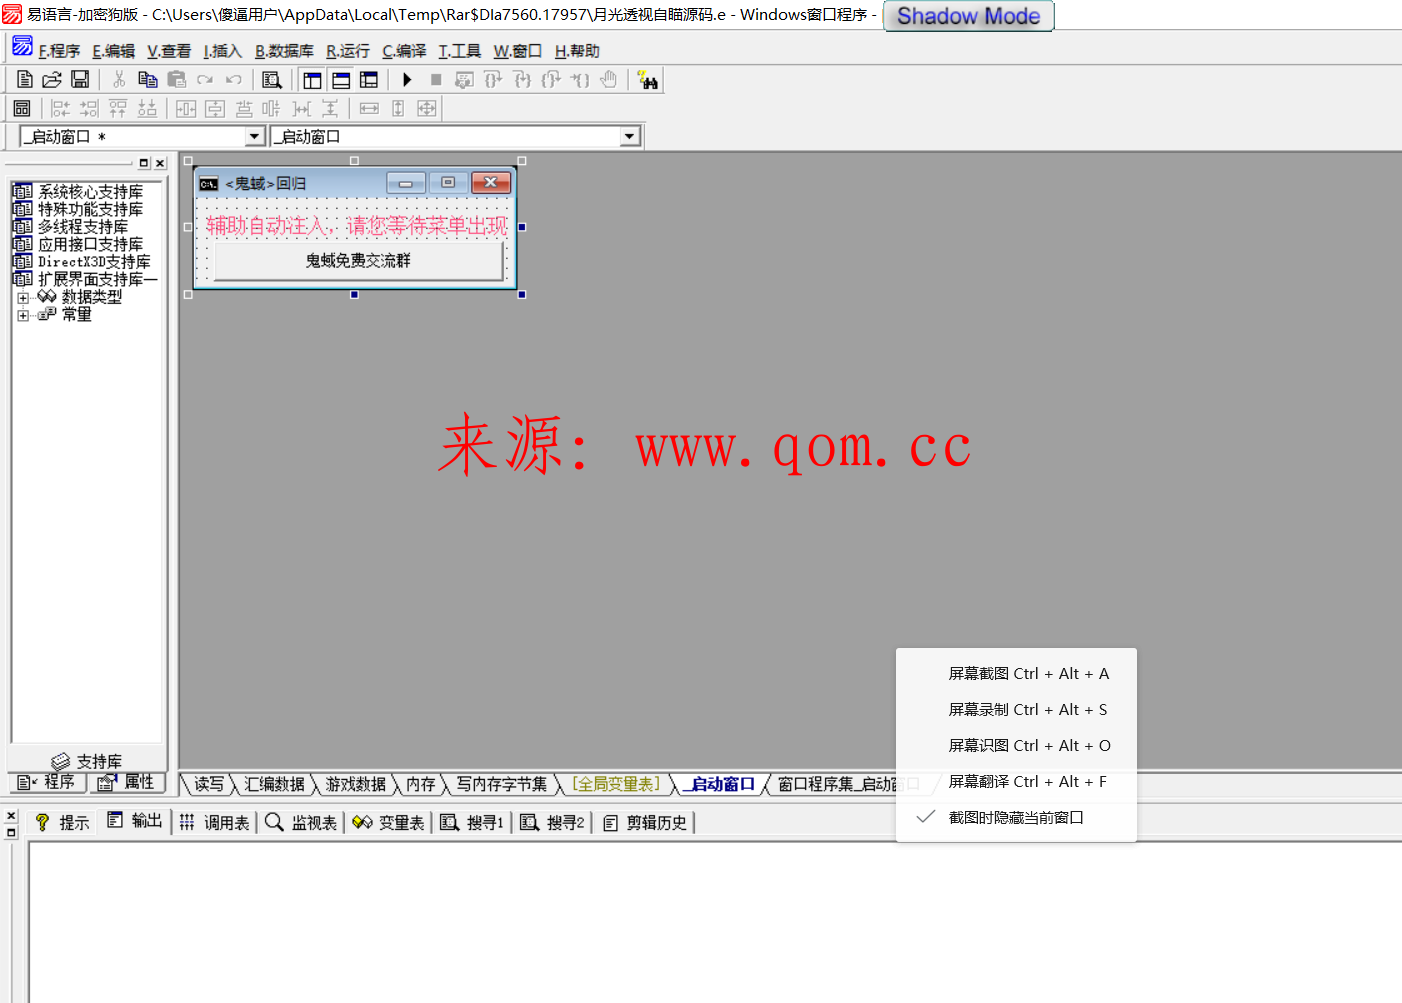 易语言-加密狗版 - C:\Users\傻逼用户\AppData\Local\Temp\Rar$DIa7560.17957\月光透视自瞄源码.e - Windows窗口程序 -
Shadow Mode
F.程序 E.编辑 V.查看 I.插入 B.数据库 R.运行 C.编译 T.工具 W.窗口 H.帮助
_启动窗口 *
_启动窗口
系统核心支持库
特殊功能支持库
多线程支持库
应用接口支持库
DirectX3D支持库
扩展界面支持库一
数据类型
常量
C:\.
<鬼蜮>回归
辅助自动注入，请您等待菜单出现
鬼蜮免费交流群
来源: www.qom.cc
屏幕截图 Ctrl + Alt + A
屏幕录制 Ctrl + Alt + S
屏幕识图 Ctrl + Alt + O
屏幕翻译 Ctrl + Alt + F
截图时隐藏当前窗口
支持库
程序 属性
读写 汇编数据 游戏数据 内存 写内存字节集 [全局变量表] _启动窗口 窗口程序集_启动窗口
提示 输出 调用表 监视表 变量表 搜寻1 搜寻2 剪辑历史